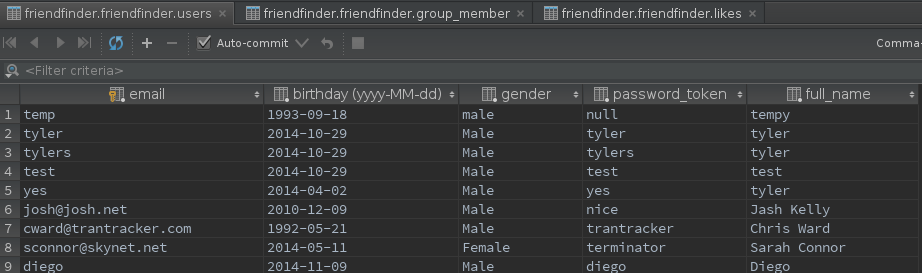 friendfinder.friendfinder.users friendfinder.friendfinder.group_member friendfinder.friendfinder.likes
Auto-commit Comma
<Filter criteria>
email birthday (yyyy-MM-dd) gender password_token full_name
1 temp 1993-09-18 male null tempy
2 tyler 2014-10-29 Male tyler tyler
3 tylers 2014-10-29 Male tylers tyler
4 test 2014-10-29 Male test test
5 yes 2014-04-02 Male yes tyler
6 josh@josh.net 2010-12-09 Male nice Jash Kelly
7 cward@trantracker.com 1992-05-21 Male trantracker Chris Ward
8 sconnor@skynet.net 2014-05-11 Female terminator Sarah Connor
9 diego 2014-11-09 Male diego Diego